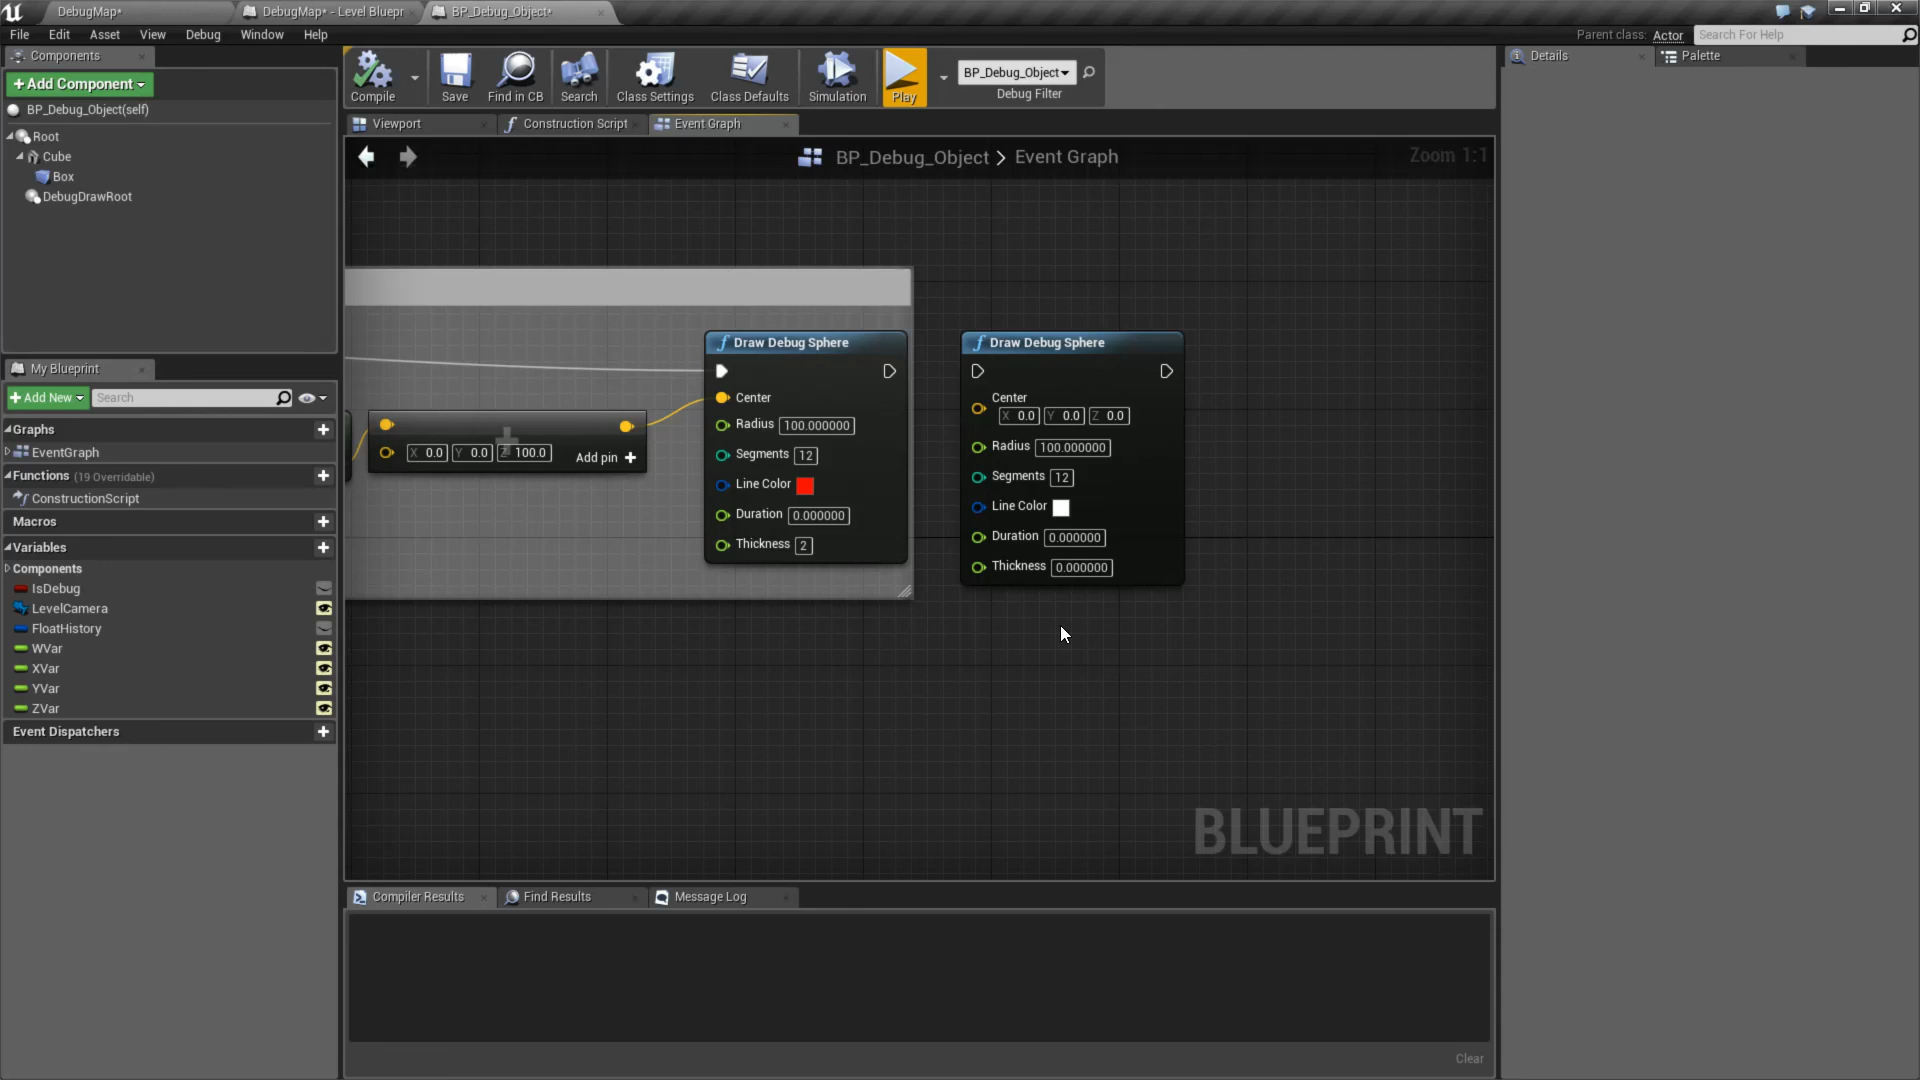 DebugMap*
DebugMap* - Level Bluepr
BP_Debug_Object*
File Edit Asset View Debug Window Help
Parent class: Actor
Search For Help
Components
+ Add Component
BP_Debug_Object(self)
Root
Cube
Box
DebugDrawRoot
Compile
Save
Find in CB
Search
Class Settings
Class Defaults
Simulation
Play
BP_Debug_Object
Debug Filter
Details
Palette
Viewport
Construction Script
Event Graph
BP_Debug_Object > Event Graph
Zoom 1:1
Draw Debug Sphere
Center
Radius 100.000000
Segments 12
Line Color
Duration 0.000000
Thickness 2
X 0.0 Y 0.0 Z 100.0
Add pin +
Draw Debug Sphere
Center
X 0.0 Y 0.0 Z 0.0
Radius 100.000000
Segments 12
Line Color
Duration 0.000000
Thickness 0.000000
BLUEPRINT
My Blueprint
+ Add New
Search
Graphs
EventGraph
Functions (19 Overridable)
ConstructionScript
Macros
Variables
Components
IsDebug
LevelCamera
FloatHistory
WVar
XVar
YVar
ZVar
Event Dispatchers
Compiler Results
Find Results
Message Log
Clear